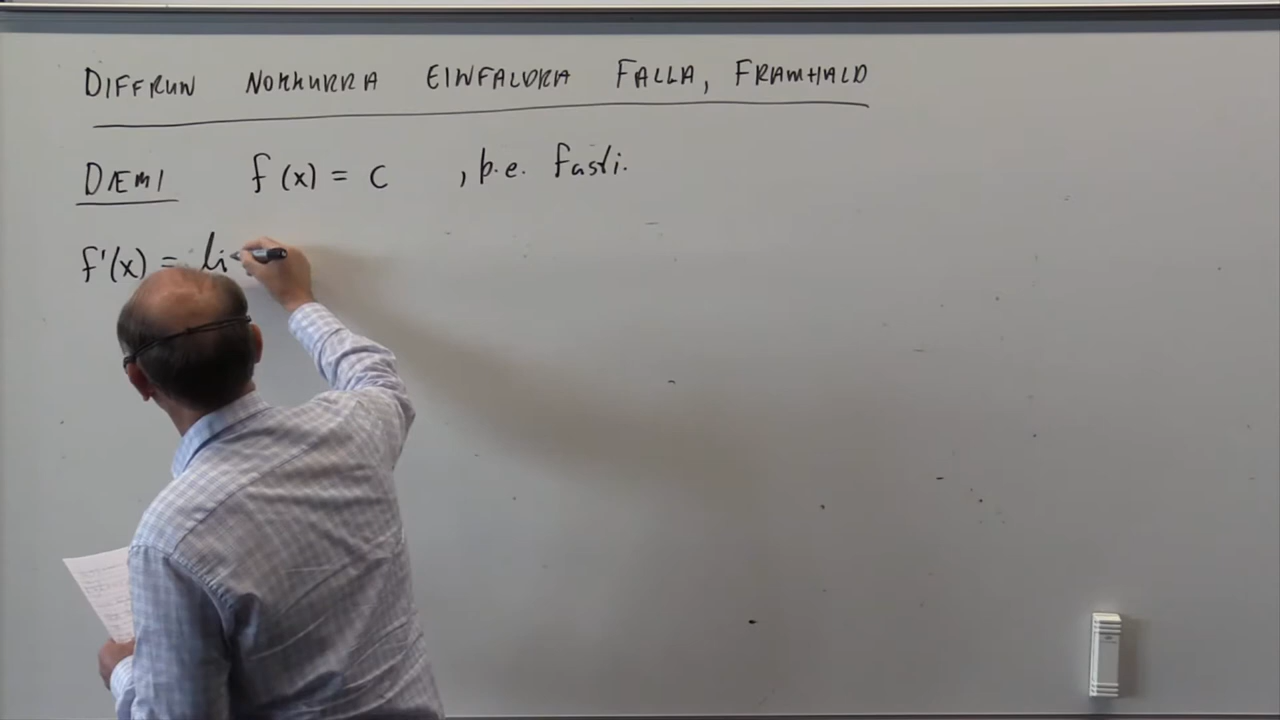 DIFFRUN NOKKURRA EINFALDRA FALLA, FRAMHALD
DÆMI f(x) = c , þ.e. fasti.
f'(x) = li